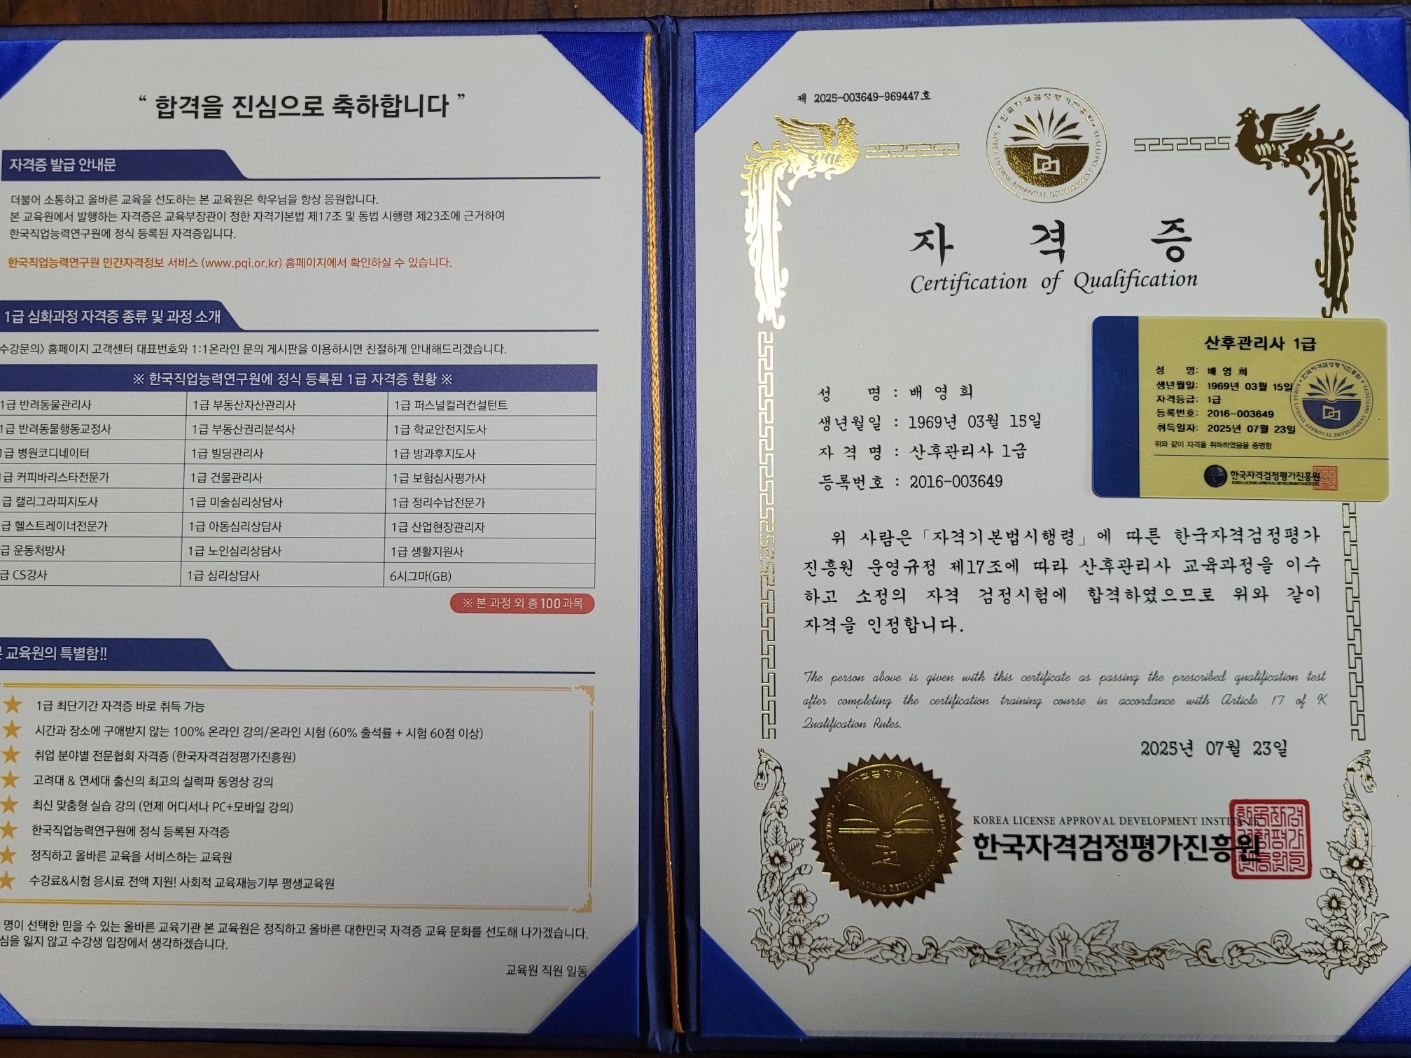 “ 합격을 진심으로 축하합니다 ”
자격증 발급 안내문
더불어 소통하고 올바른 교육을 선도하는 본 교육원은 학우님을 항상 응원합니다.
본 교육원에서 발행하는 자격증은 교육부장관이 정한 자격기본법 제17조 및 동법 시행령 제23조에 근거하여
한국직업능력연구원에 정식 등록된 자격증입니다.
한국직업능력연구원 민간자격정보 서비스 (www.pqi.or.kr) 홈페이지에서 확인하실 수 있습니다.
1급 심화과정 자격증 종류 및 과정 소개
수강문의) 홈페이지 고객센터 대표번호와 1:1온라인 문의 게시판을 이용하시면 친절하게 안내해드리겠습니다.
※ 한국직업능력연구원에 정식 등록된 1급 자격증 현황 ※
1급 반려동물관리사 1급 부동산자산관리사 1급 퍼스널컬러컨설턴트
1급 반려동물행동교정사 1급 부동산권리분석사 1급 학교안전지도사
1급 병원코디네이터 1급 빌딩관리사 1급 방과후지도사
급 커피바리스타전문가 1급 건물관리사 1급 보험심사평가사
급 캘리그라피지도사 1급 미술심리상담사 1급 정리수납전문가
급 헬스트레이너전문가 1급 아동심리상담사 1급 산업현장관리자
급 운동처방사 1급 노인심리상담사 1급 생활지원사
급 CS강사 1급 심리상담사 6시그마(GB)
※ 본 과정 외 총 100과목
본 교육원의 특별함!!
1급 최단기간 자격증 바로 취득 가능
시간과 장소에 구애받지 않는 100% 온라인 강의/온라인 시험 (60% 출석률 + 시험 60점 이상)
취업 분야별 전문협회 자격증 (한국자격검정평가진흥원)
고려대 & 연세대 출신의 최고의 실력파 동영상 강의
최신 맞춤형 실습 강의 (언제 어디서나 PC+모바일 강의)
한국직업능력연구원에 정식 등록된 자격증
정직하고 올바른 교육을 서비스하는 교육원
수강료&시험 응시료 전액 지원! 사회적 교육재능기부 평생교육원
명이 선택한 믿을 수 있는 올바른 교육기관 본 교육원은 정직하고 올바른 대한민국 자격증 교육 문화를 선도해 나가겠습니다.
심을 잊지 않고 수강생 입장에서 생각하겠습니다.
교육원 직원 일동
제 2025-003649-969447호
자 격 증
Certification of Qualification
성 명 : 배 영 희
생년월일 : 1969년 03월 15일
자 격 명 : 산후관리사 1급
등록번호 : 2016-003649
산후관리사 1급
성 명: 배 영 희
생년월일: 1969년 03월 15일
자격등급: 1급
등록번호: 2016-003649
취득일자: 2025년 07월 23일
위와 같이 자격을 취득하였음을 증명함
한국자격검정평가진흥원
위 사람은 「자격기본법시행령」에 따른 한국자격검정평가
진흥원 운영규정 제17조에 따라 산후관리사 교육과정을 이수
하고 소정의 자격 검정시험에 합격하였으므로 위와 같이
자격을 인정합니다.
The person above is given with this certificate as passing the prescribed qualification test
after completing the certification training course in accordance with Article 17 of K
Qualification Rules.
2025년 07월 23일
KOREA LICENSE APPROVAL DEVELOPMENT INSTITUTE
한국자격검정평가진흥원